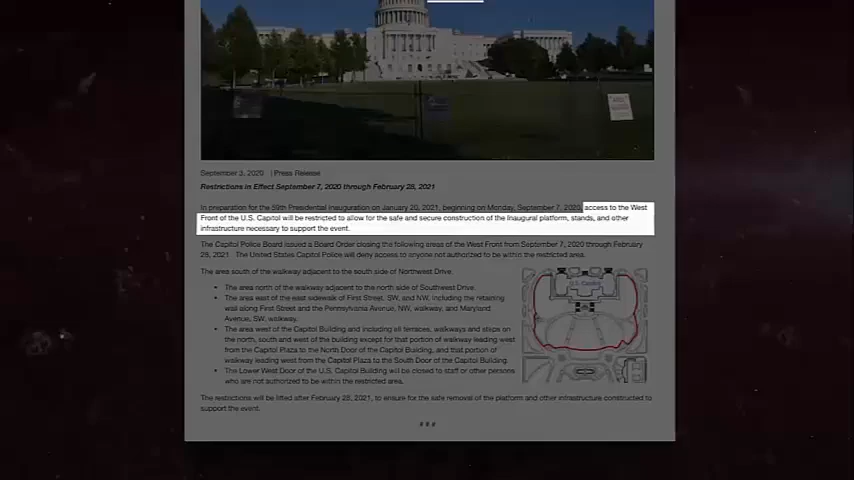 September 3, 2020 | Press Release
Restrictions in Effect September 7, 2020 through February 28, 2021
In preparation for the 59th Presidential Inauguration on January 20, 2021, beginning on Monday, September 7, 2020, access to the West
Front of the U.S. Capitol will be restricted to allow for the safe and secure construction of the Inaugural platform, stands, and other
infrastructure necessary to support the event.
The Capitol Police Board issued a Board Order closing the following areas of the West Front from September 7, 2020 through February
28, 2021. The United States Capitol Police will deny access to anyone not authorized to be within the restricted area.
The area south of the walkway adjacent to the south side of Northwest Drive.
• The area north of the walkway adjacent to the north side of Southwest Drive.
• The area west of the east sidewalk of First Street, SW, and NW, including the retaining
wall along First Street and the Pennsylvania Avenue, NW, walkway, and Maryland
Avenue, SW, walkway.
• The area west of the Capitol Building and including all terraces, walkways and steps on
the north, south and west of the building except for that portion of walkway leading west
from the Capitol Plaza to the North Door of the Capitol Building, and that portion of
walkway leading west from the Capitol Plaza to the South Door of the Capitol Building.
• The Lower West Door of the U.S. Capitol Building will be closed to staff or other persons
who are not authorized to be within the restricted area.
U.S. Capitol
The restrictions will be lifted after February 28, 2021, to ensure for the safe removal of the platform and other infrastructure constructed to
support the event.
# # #